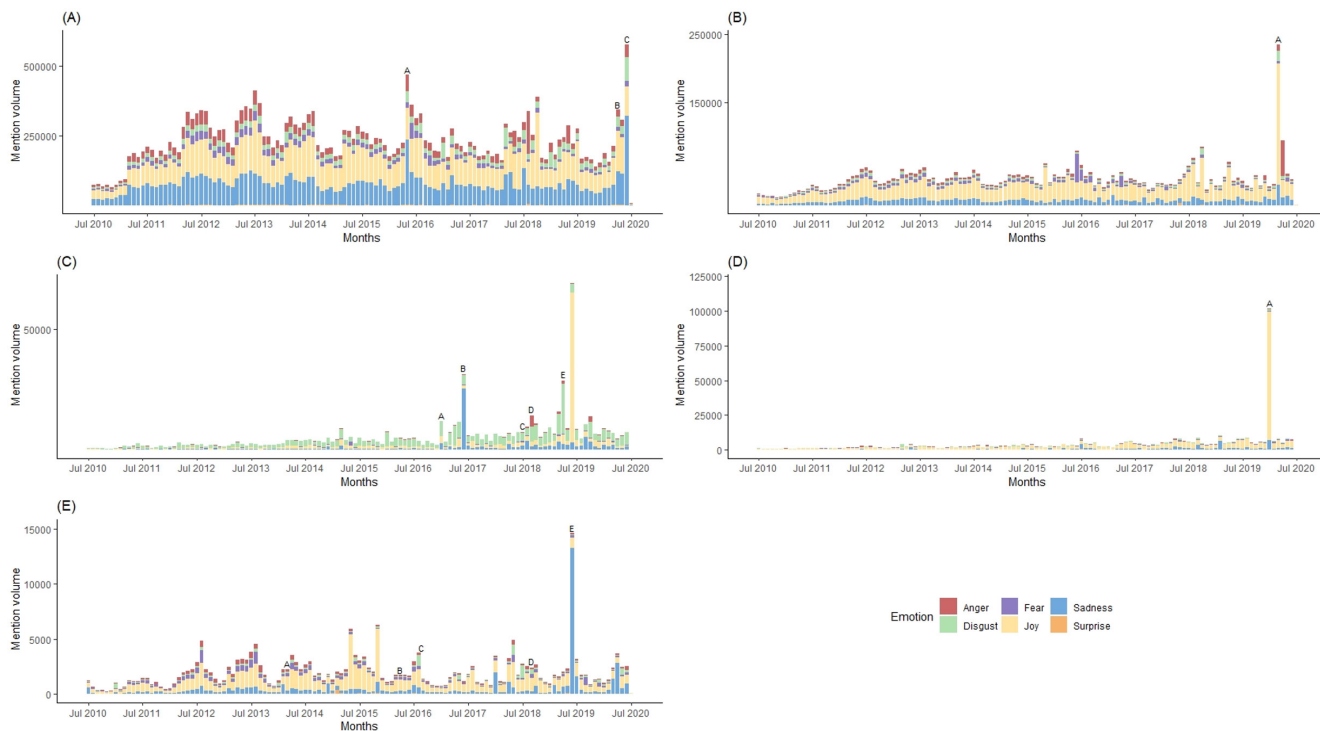 (A)
Mention volume
500000
250000
C
A
B
Jul 2010 Jul 2011 Jul 2012 Jul 2013 Jul 2014 Jul 2015 Jul 2016 Jul 2017 Jul 2018 Jul 2019 Jul 2020
Months
(B)
Mention volume
250000
150000
A
Jul 2010 Jul 2011 Jul 2012 Jul 2013 Jul 2014 Jul 2015 Jul 2016 Jul 2017 Jul 2018 Jul 2019 Jul 2020
Months
(C)
Mention volume
50000
A
B
C
D
E
Jul 2010 Jul 2011 Jul 2012 Jul 2013 Jul 2014 Jul 2015 Jul 2016 Jul 2017 Jul 2018 Jul 2019 Jul 2020
Months
(D)
Mention volume
125000
100000
75000
50000
25000
0
A
Jul 2010 Jul 2011 Jul 2012 Jul 2013 Jul 2014 Jul 2015 Jul 2016 Jul 2017 Jul 2018 Jul 2019 Jul 2020
Months
(E)
Mention volume
15000
10000
5000
0
A
B
C
D
E
Jul 2010 Jul 2011 Jul 2012 Jul 2013 Jul 2014 Jul 2015 Jul 2016 Jul 2017 Jul 2018 Jul 2019 Jul 2020
Months
Emotion
Anger Fear Sadness
Disgust Joy Surprise